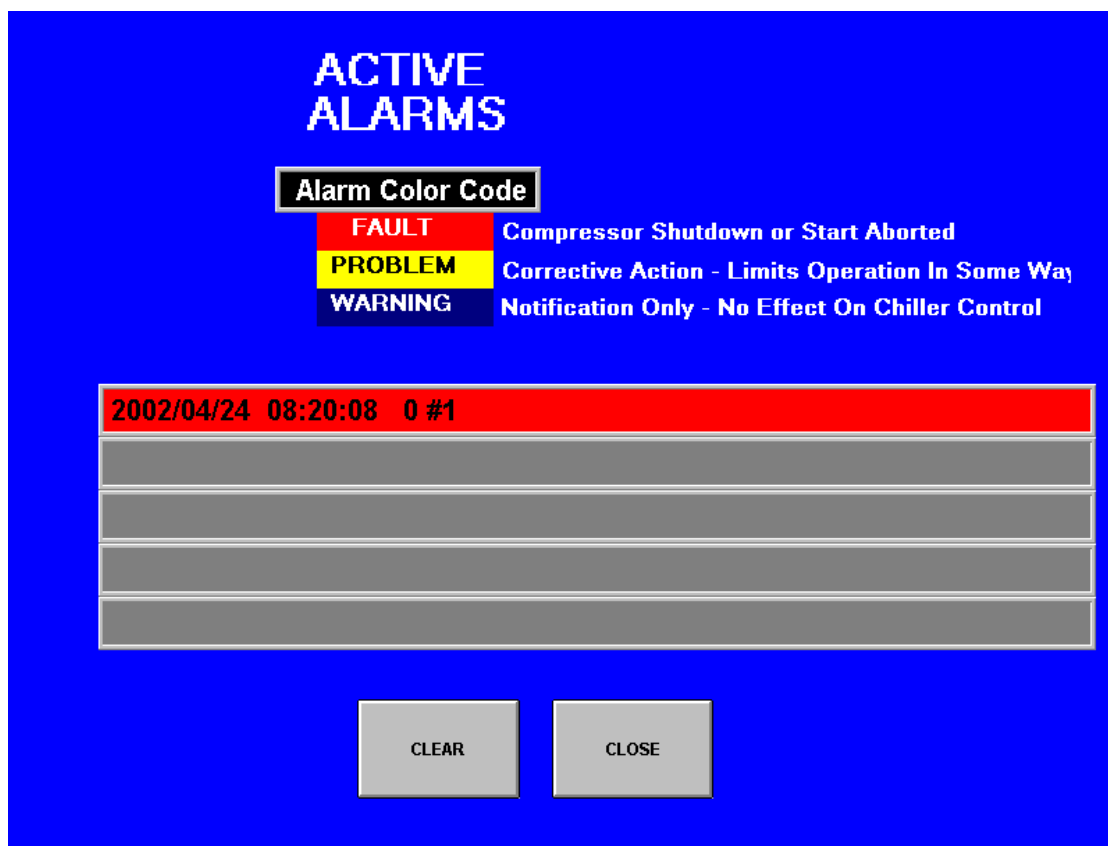 ACTIVE
ALARMS
Alarm Color Code
FAULT Compressor Shutdown or Start Aborted
PROBLEM Corrective Action - Limits Operation In Some Way
WARNING Notification Only - No Effect On Chiller Control
2002/04/24 08:20:08 0 #1
CLEAR CLOSE